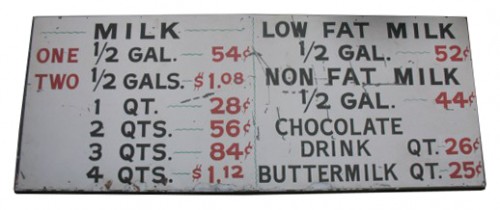 MILK
ONE 1/2 GAL. 54¢
TWO 1/2 GALS. $1.08
1 QT. 28¢
2 QTS. 56¢
3 QTS. 84¢
4 QTS. $1.12
LOW FAT MILK
1/2 GAL. 52¢
NON FAT MILK
1/2 GAL. 44¢
CHOCOLATE
DRINK QT. 26¢
BUTTERMILK QT. 25¢